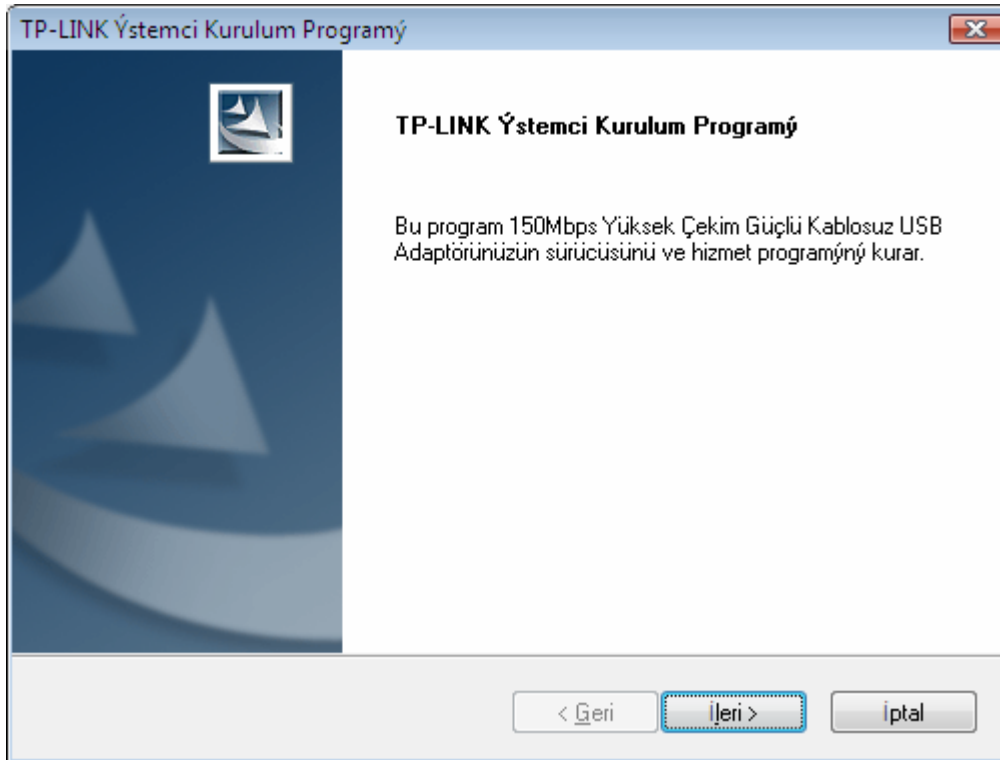 TP-LINK Ýstemci Kurulum Programý
TP-LINK Ýstemci Kurulum Programý
Bu program 150Mbps Yüksek Çekim Güçlü Kablosuz USB
Adaptörünüzün sürücüsünü ve hizmet programýný kurar.
< Geri
İleri >
İptal